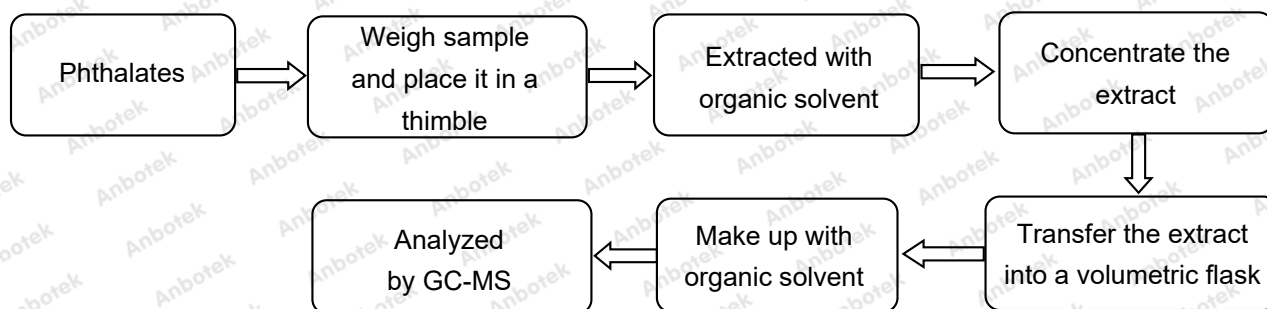 Phthalates
Weigh sample
and place it in a
thimble
Extracted with
organic solvent
Concentrate the
extract
Transfer the extract
into a volumetric flask
Make up with
organic solvent
Analyzed
by GC-MS
Anbotek